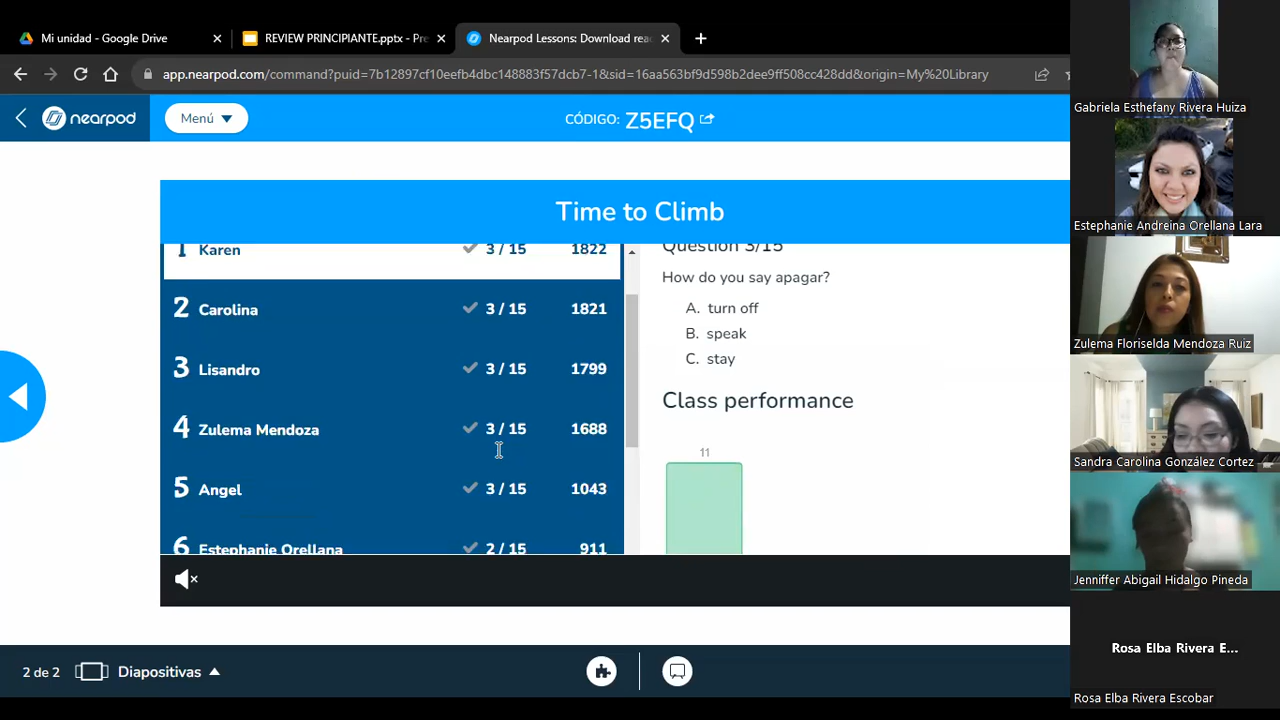 Mi unidad - Google Drive
REVIEW PRINCIPIANTE.pptx - Pre
Nearpod Lessons: Download rea
app.nearpod.com/command?puid=7b12897cf10eefb4dbc148883f57dcb7-1&sid=16aa563bf9d598b2dee9ff508cc428dd&origin=My%20Library
nearpod
Menú
CÓDIGO: Z5EFQ
Time to Climb
1 Karen 3 / 15 1822
2 Carolina 3 / 15 1821
3 Lisandro 3 / 15 1799
4 Zulema Mendoza 3 / 15 1688
5 Angel 3 / 15 1043
6 Estephanie Orellana 2 / 15 911
Question 3/15
How do you say apagar?
A. turn off
B. speak
C. stay
Class performance
11
2 de 2
Diapositivas
Gabriela Esthefany Rivera Huiza
Estephanie Andreina Orellana Lara
Zulema Floriselda Mendoza Ruiz
Sandra Carolina González Cortez
Jenniffer Abigail Hidalgo Pineda
Rosa Elba Rivera E...
Rosa Elba Rivera Escobar